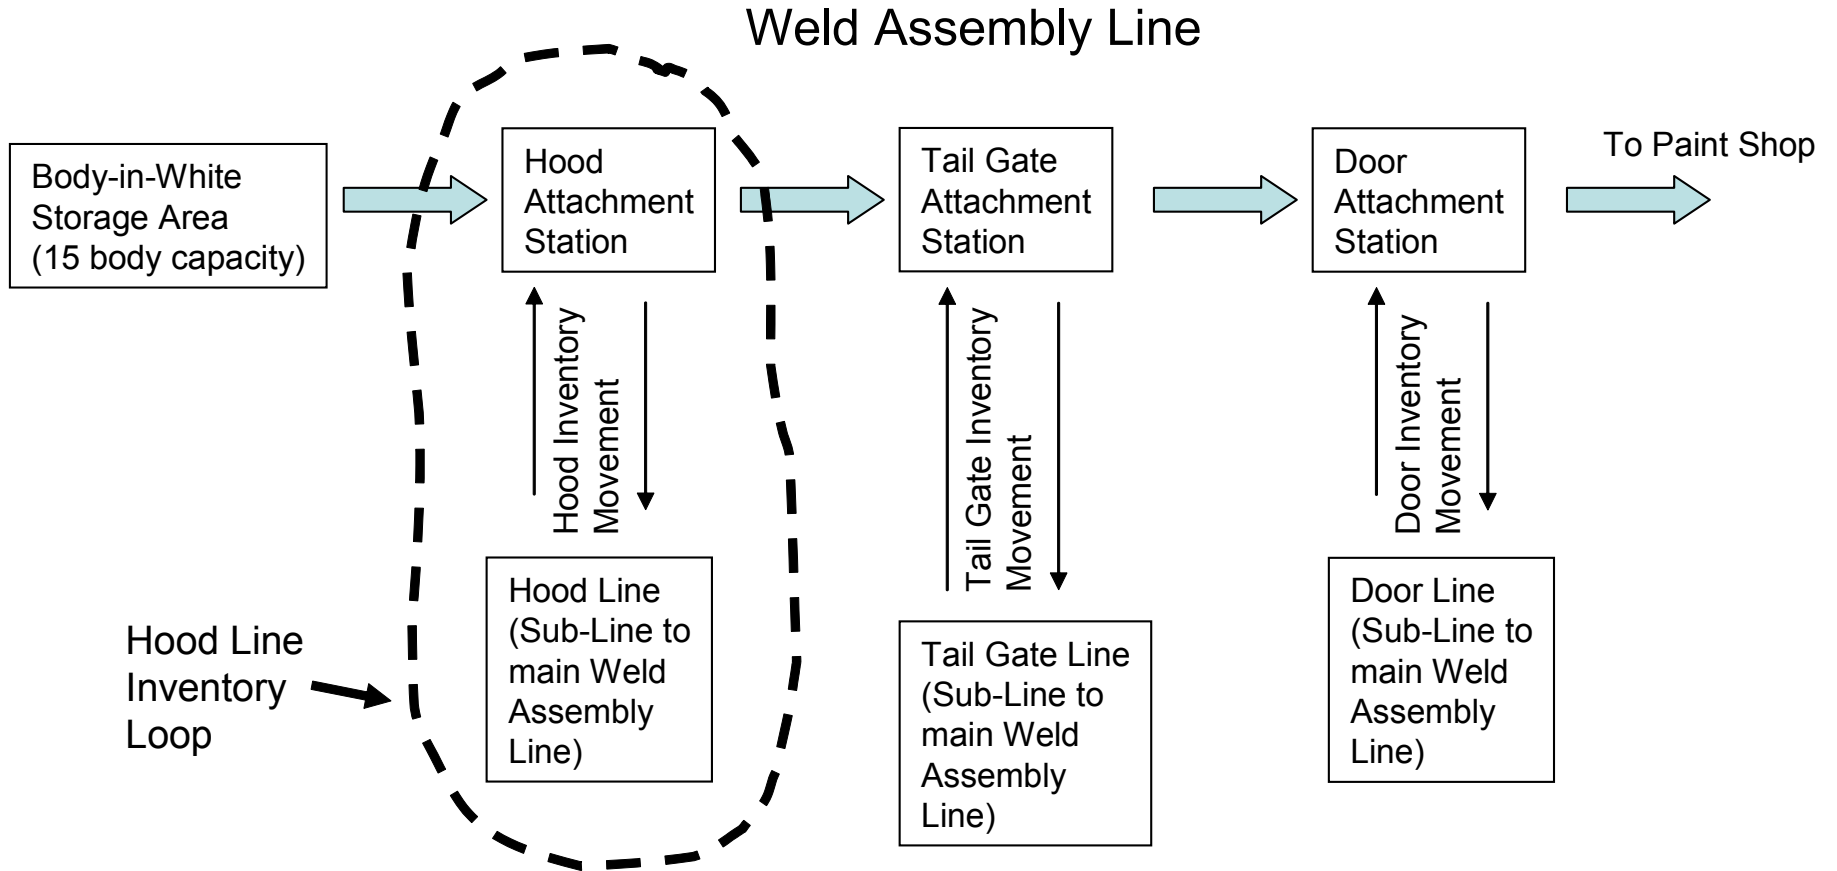 Weld Assembly Line
Body-in-White
Storage Area
(15 body capacity)
Hood
Attachment
Station
Tail Gate
Attachment
Station
Door
Attachment
Station
To Paint Shop
Hood Inventory
Movement
Tail Gate Inventory
Movement
Door Inventory
Movement
Hood Line
Inventory
Loop
Hood Line
(Sub-Line to
main Weld
Assembly
Line)
Tail Gate Line
(Sub-Line to
main Weld
Assembly
Line)
Door Line
(Sub-Line to
main Weld
Assembly
Line)